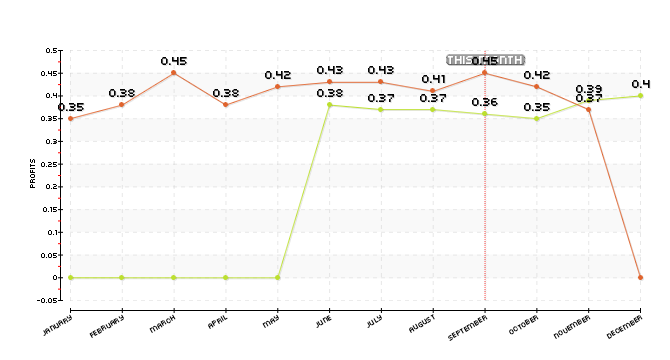 0.5
0.45
0.4
0.35
0.3
0.25
0.2
0.15
0.1
0.05
0
-0.05
PROFITS
0.35
0.38
0.45
0.38
0.42
0.43
0.43
0.41
0.45
0.42
0.37
0.38
0.37
0.37
0.36
0.35
0.39
0.4
JANUARY
FEBRUARY
MARCH
APRIL
MAY
JUNE
JULY
AUGUST
SEPTEMBER
OCTOBER
NOVEMBER
DECEMBER